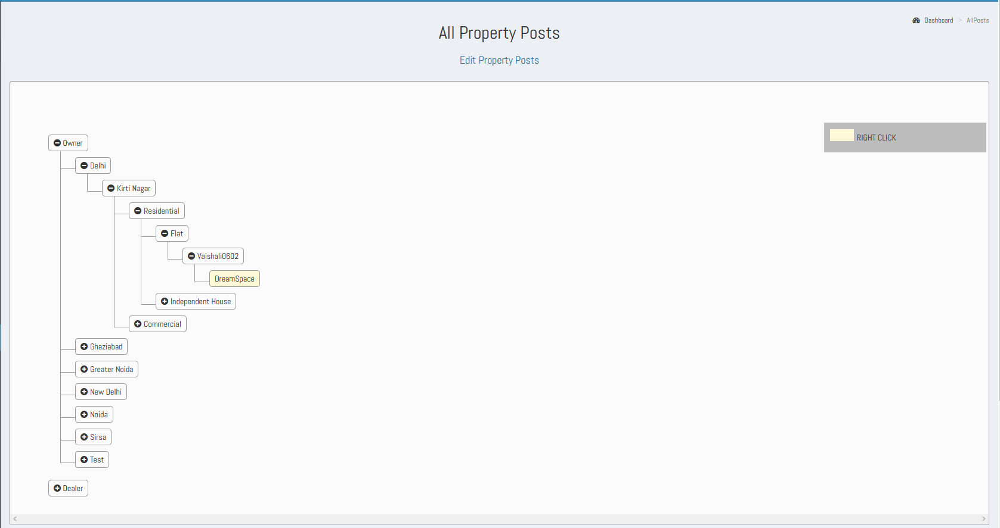 Dashboard > AllPosts
All Property Posts
Edit Property Posts
RIGHT CLICK
Owner
Delhi
Kirti Nagar
Residential
Flat
Vaishali0602
DreamSpace
Independent House
Commercial
Ghaziabad
Greater Noida
New Delhi
Noida
Sirsa
Test
Dealer